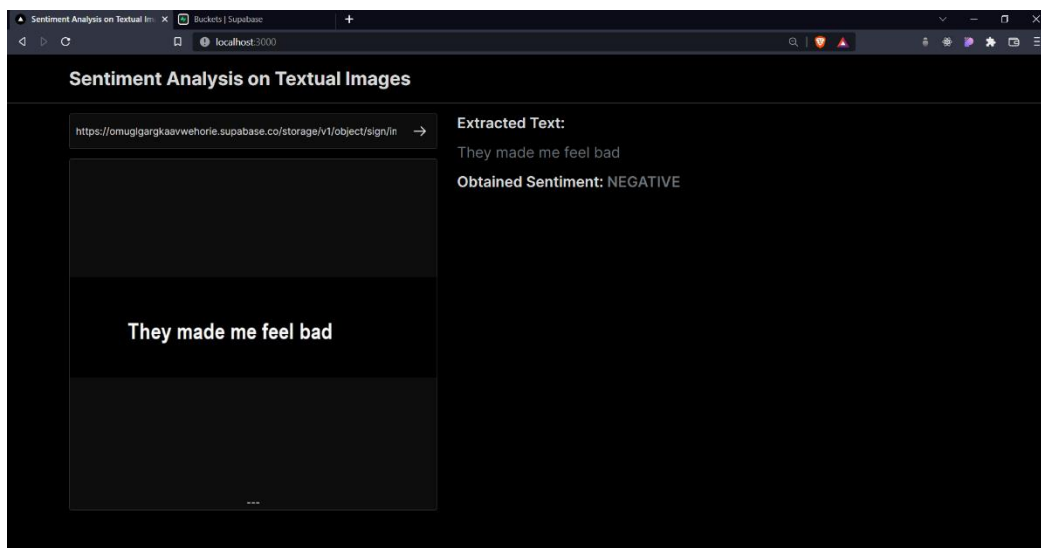 Sentiment Analysis on Textual Im
Buckets | Supabase
localhost:3000
Sentiment Analysis on Textual Images
https://omuglgargkaavwehorie.supabase.co/storage/v1/object/sign/in
Extracted Text:
They made me feel bad
Obtained Sentiment: NEGATIVE
They made me feel bad
---